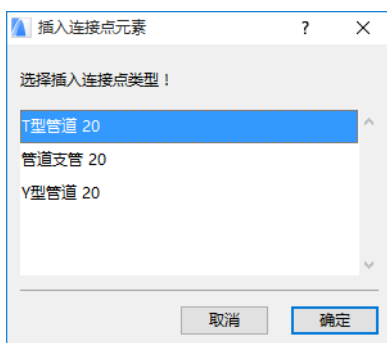 插入连接点元素
?
选择插入连接点类型！
T型管道 20
管道支管 20
Y型管道 20
取消
确定